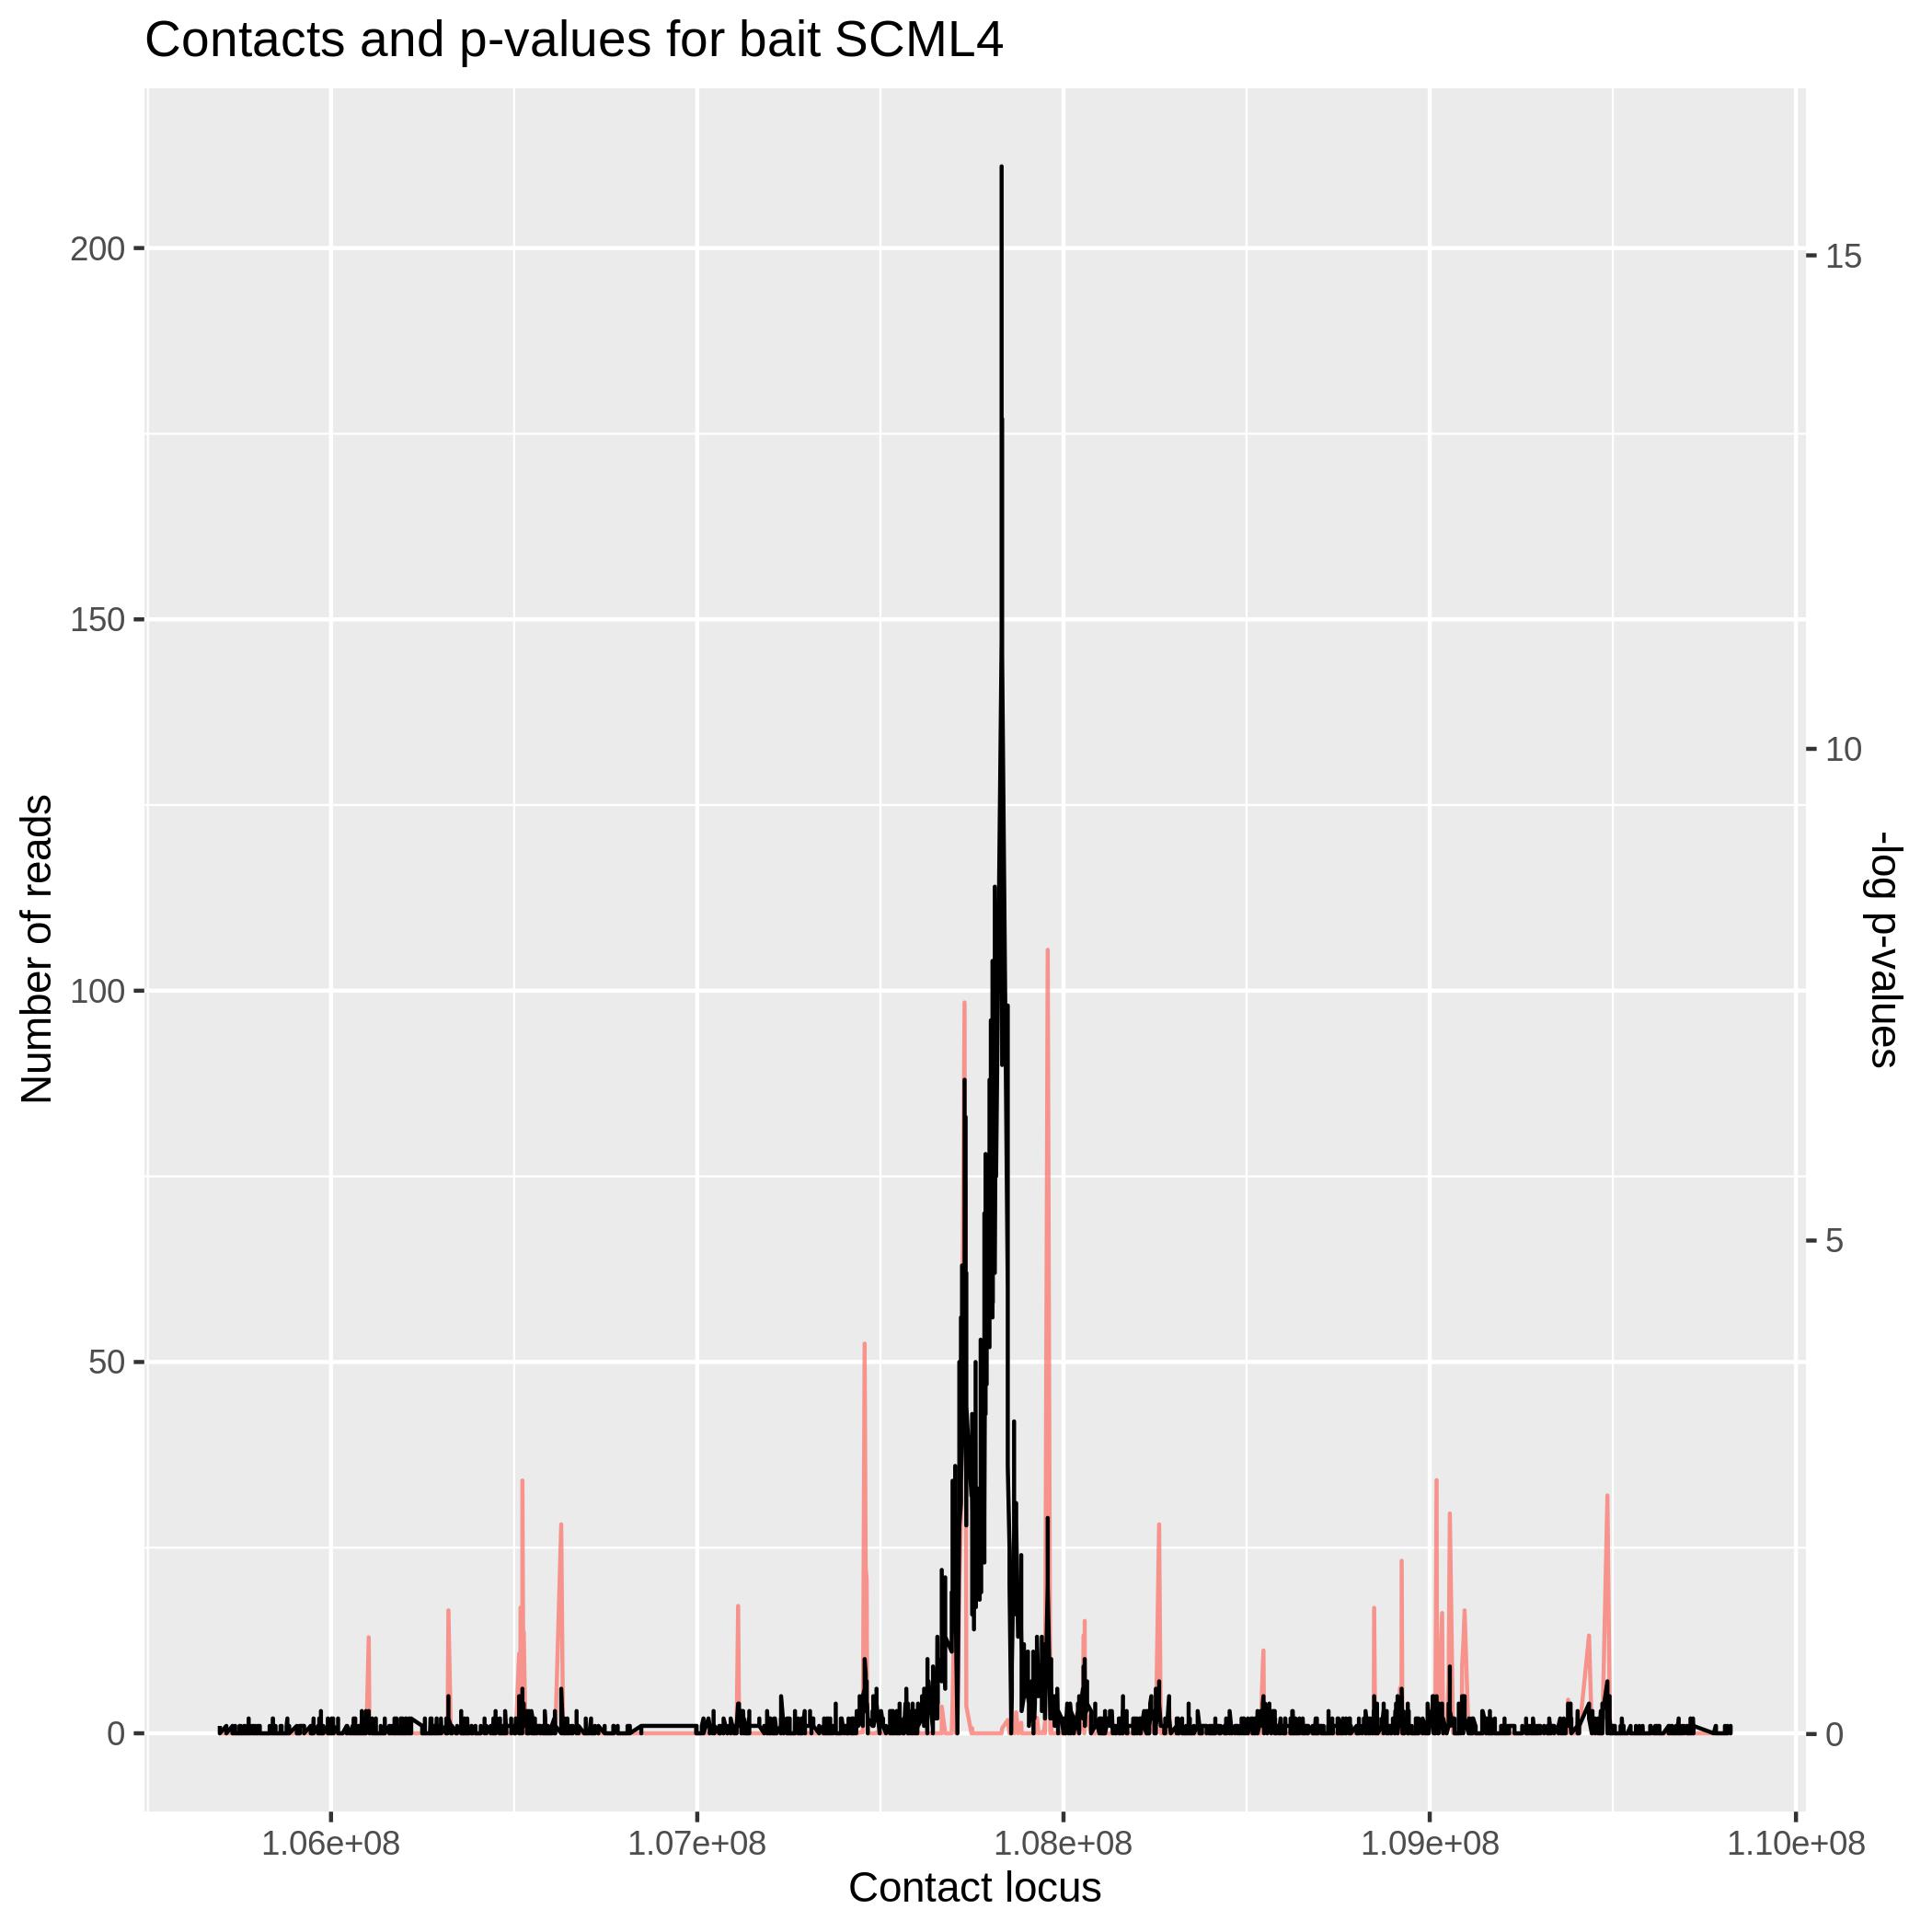 Contacts and p-values for bait SCML4
200
150
100
50
0
15
10
5
0
Number of reads
-log p-values
1.06e+08 1.07e+08 1.08e+08 1.09e+08 1.10e+08
Contact locus